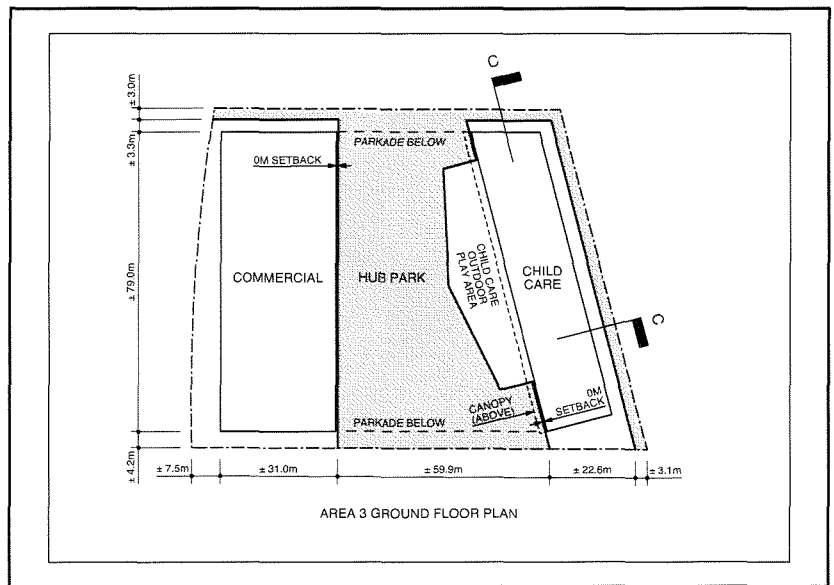 C
± 3.0m
± 3.3m
PARKADE BELOW
0M SETBACK
± 79.0m
COMMERCIAL
HUB PARK
CHILD CARE
OUTDOOR
PLAY AREA
CHILD
CARE
C
0M
SETBACK
CANOPY
(ABOVE)
PARKADE BELOW
± 4.2m
± 7.5m
± 31.0m
± 59.9m
± 22.6m
± 3.1m
AREA 3 GROUND FLOOR PLAN